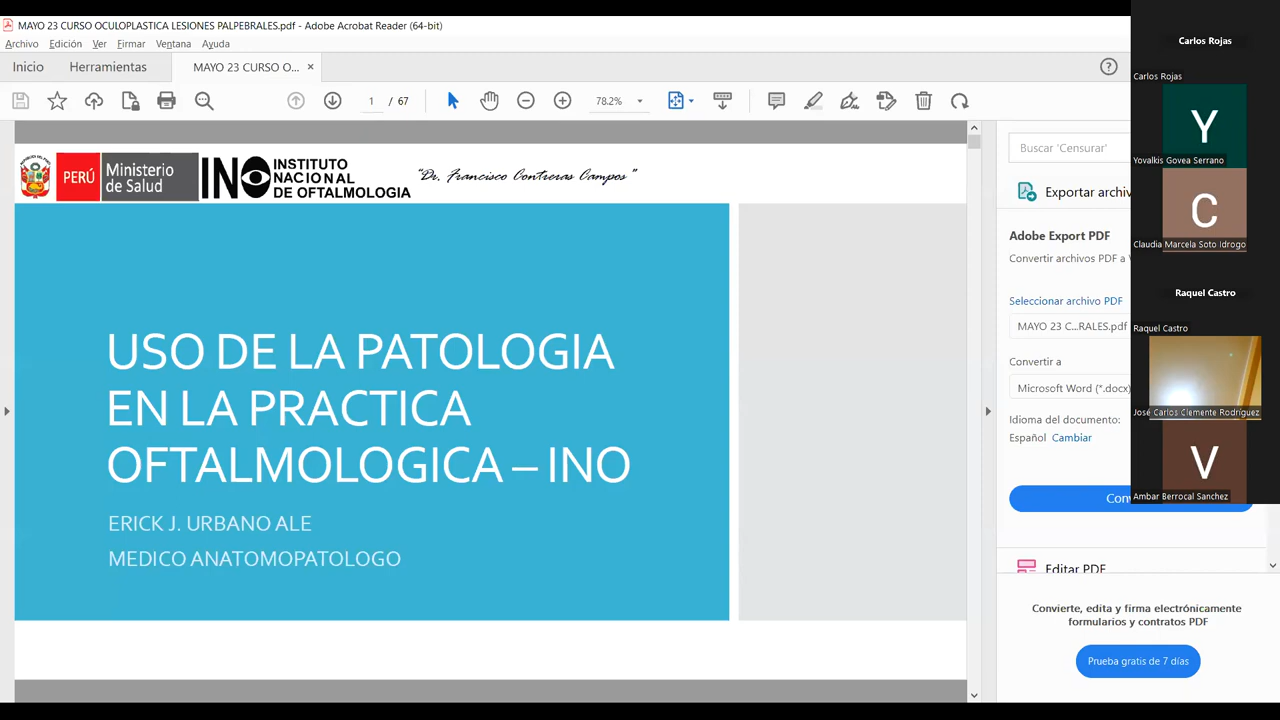 MAYO 23 CURSO OCULOPLASTICA LESIONES PALPEBRALES.pdf - Adobe Acrobat Reader (64-bit)
Archivo Edición Ver Firmar Ventana Ayuda
Inicio Herramientas MAYO 23 CURSO O... ×
1 / 67 78.2%
PERÚ Ministerio de Salud
INO INSTITUTO NACIONAL DE OFTALMOLOGIA
"Dr. Francisco Contreras Campos"
USO DE LA PATOLOGIA
EN LA PRACTICA
OFTALMOLOGICA – INO
ERICK J. URBANO ALE
MEDICO ANATOMOPATOLOGO
Buscar 'Censurar'
Exportar archiv
Adobe Export PDF
Convertir archivos PDF a
Seleccionar archivo PDF
MAYO 23 C...RALES.pdf
Convertir a
Microsoft Word (*.docx)
Idioma del documento:
Español Cambiar
Conv
Editar PDF
Convierte, edita y firma electrónicamente
formularios y contratos PDF
Prueba gratis de 7 días
Carlos Rojas
Carlos Rojas
Y
Yovalkis Govea Serrano
C
Claudia Marcela Soto Idrogo
Raquel Castro
Raquel Castro
José Carlos Clemente Rodríguez
V
Ambar Berrocal Sanchez